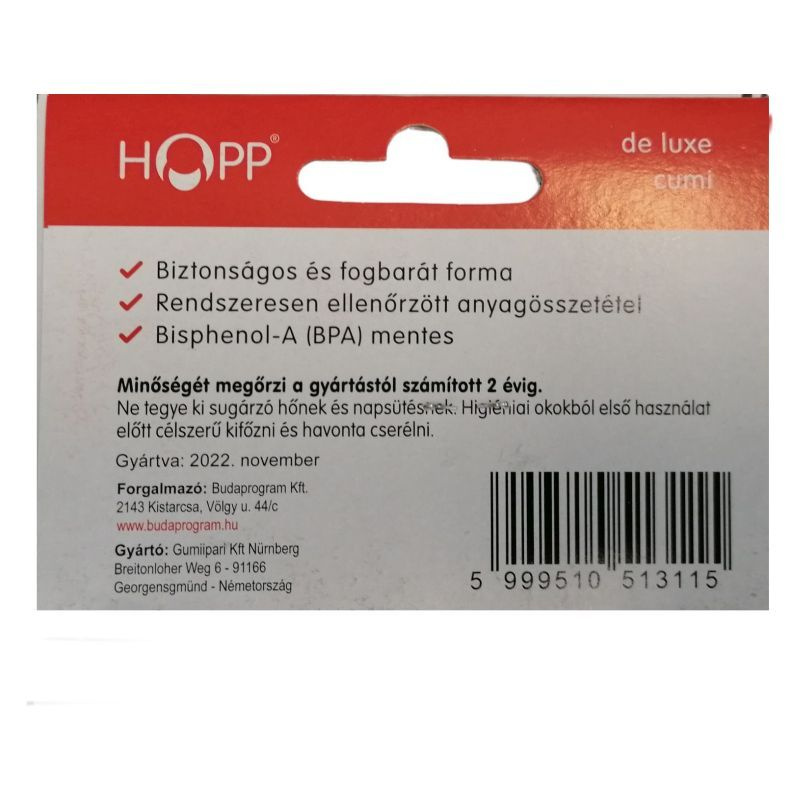 HOPP®
de luxe
cumi
Biztonságos és fogbarát forma
Rendszeresen ellenőrzött anyagösszetétel
Bisphenol-A (BPA) mentes
Minőségét megőrzi a gyártástól számított 2 évig.
Ne tegye ki sugárzó hőnek és napsütésnek. Higiéniai okokból első használat
előtt célszerű kifőzni és havonta cserélni.
Gyártva: 2022. november
Forgalmazó: Budaprogram Kft.
2143 Kistarcsa, Völgy u. 44/c
www.budaprogram.hu
Gyártó: Gumiipari Kft Nürnberg
Breitonloher Weg 6 - 91166
Georgensgmünd - Németország
5 999510 513115